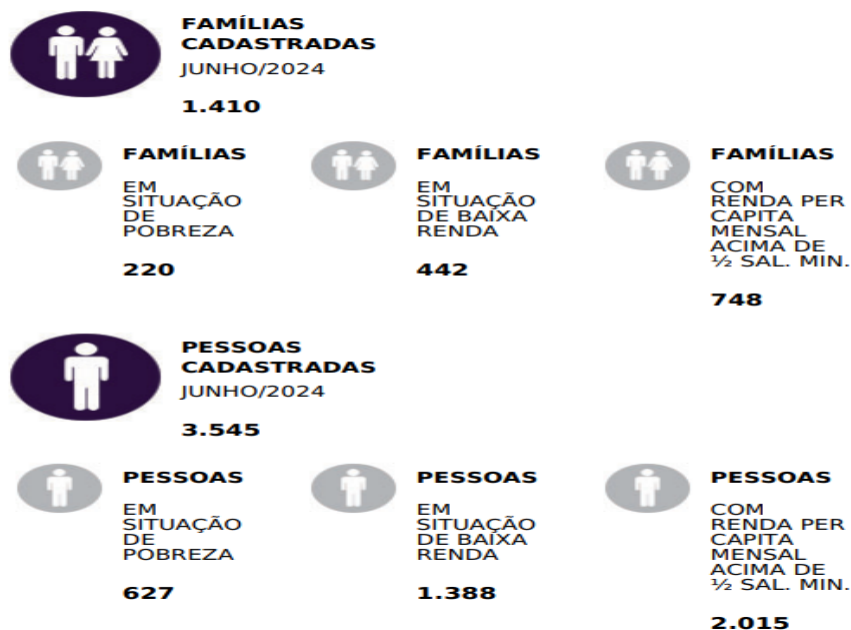 FAMÍLIAS
CADASTRADAS
JUNHO/2024
1.410
FAMÍLIAS
EM
SITUAÇÃO
DE
POBREZA
220
FAMÍLIAS
EM
SITUAÇÃO
DE BAIXA
RENDA
442
FAMÍLIAS
COM
RENDA PER
CAPITA
MENSAL
ACIMA DE
½ SAL. MIN.
748
PESSOAS
CADASTRADAS
JUNHO/2024
3.545
PESSOAS
EM
SITUAÇÃO
DE
POBREZA
627
PESSOAS
EM
SITUAÇÃO
DE BAIXA
RENDA
1.388
PESSOAS
COM
RENDA PER
CAPITA
MENSAL
ACIMA DE
½ SAL. MIN.
2.015